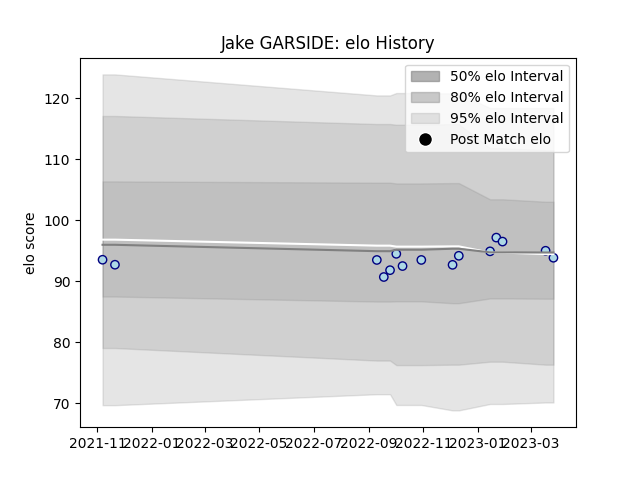 Jake GARSIDE: elo History
50% elo Interval
80% elo Interval
95% elo Interval
Post Match elo
elo score
120
110
100
90
80
70
2021-11 2022-01 2022-03 2022-05 2022-07 2022-09 2022-11 2023-01 2023-03